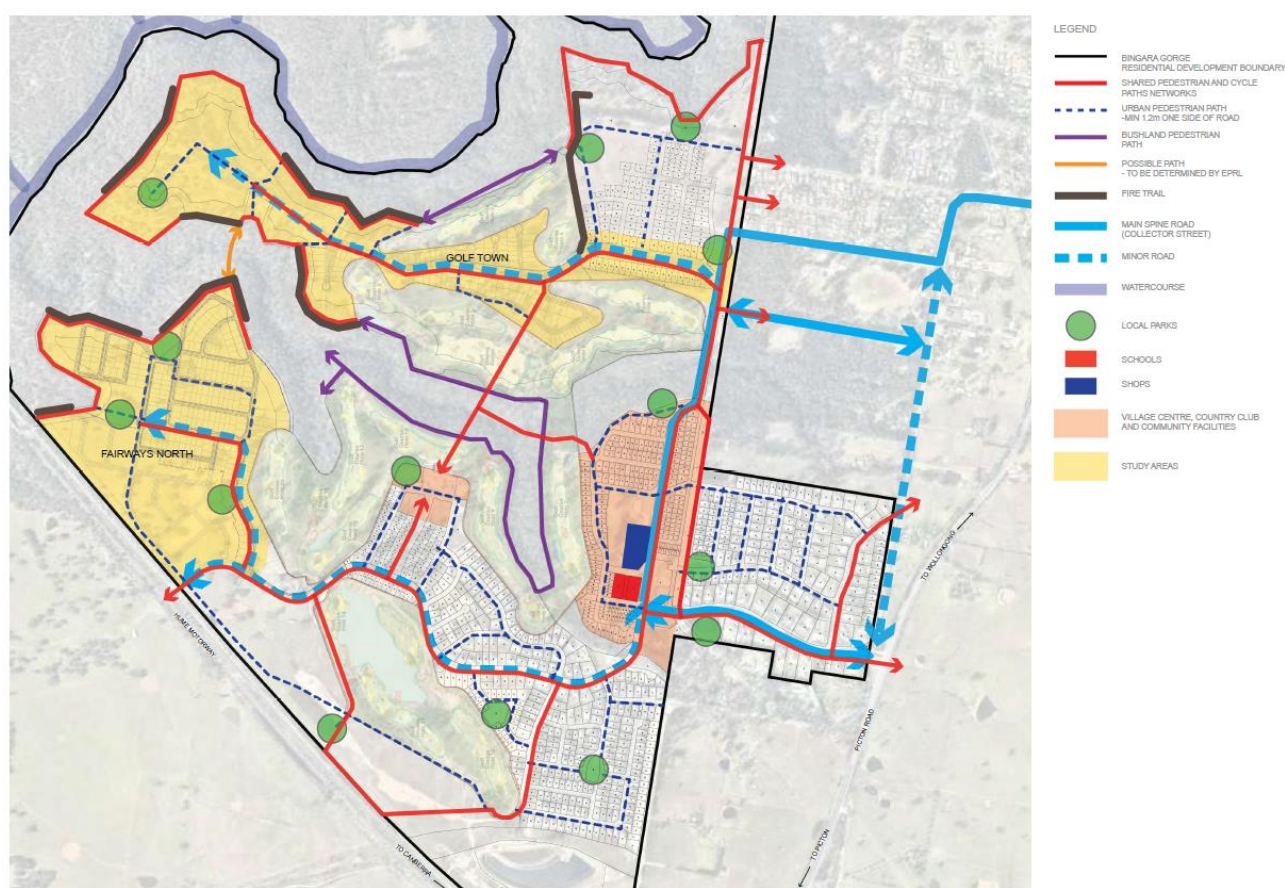 LEGEND
BINGARA GORGE
RESIDENTIAL DEVELOPMENT BOUNDARY
SHARED PEDESTRIAN AND CYCLE
PATHS NETWORKS
URBAN PEDESTRIAN PATH
-MIN 1.2m ONE SIDE OF ROAD
BUSHLAND PEDESTRIAN
PATH
POSSIBLE PATH
- TO BE DETERMINED BY EPRL
FIRE TRAIL
MAIN SPINE ROAD
(COLLECTOR STREET)
MINOR ROAD
WATERCOURSE
LOCAL PARKS
SCHOOLS
SHOPS
VILLAGE CENTRE, COUNTRY CLUB
AND COMMUNITY FACILITIES
STUDY AREAS
GOLF TOWN
FAIRWAYS NORTH
HUME MOTORWAY
TO CANBERRA
TO WOLLONGONG
PICTON ROAD
TO PICTON